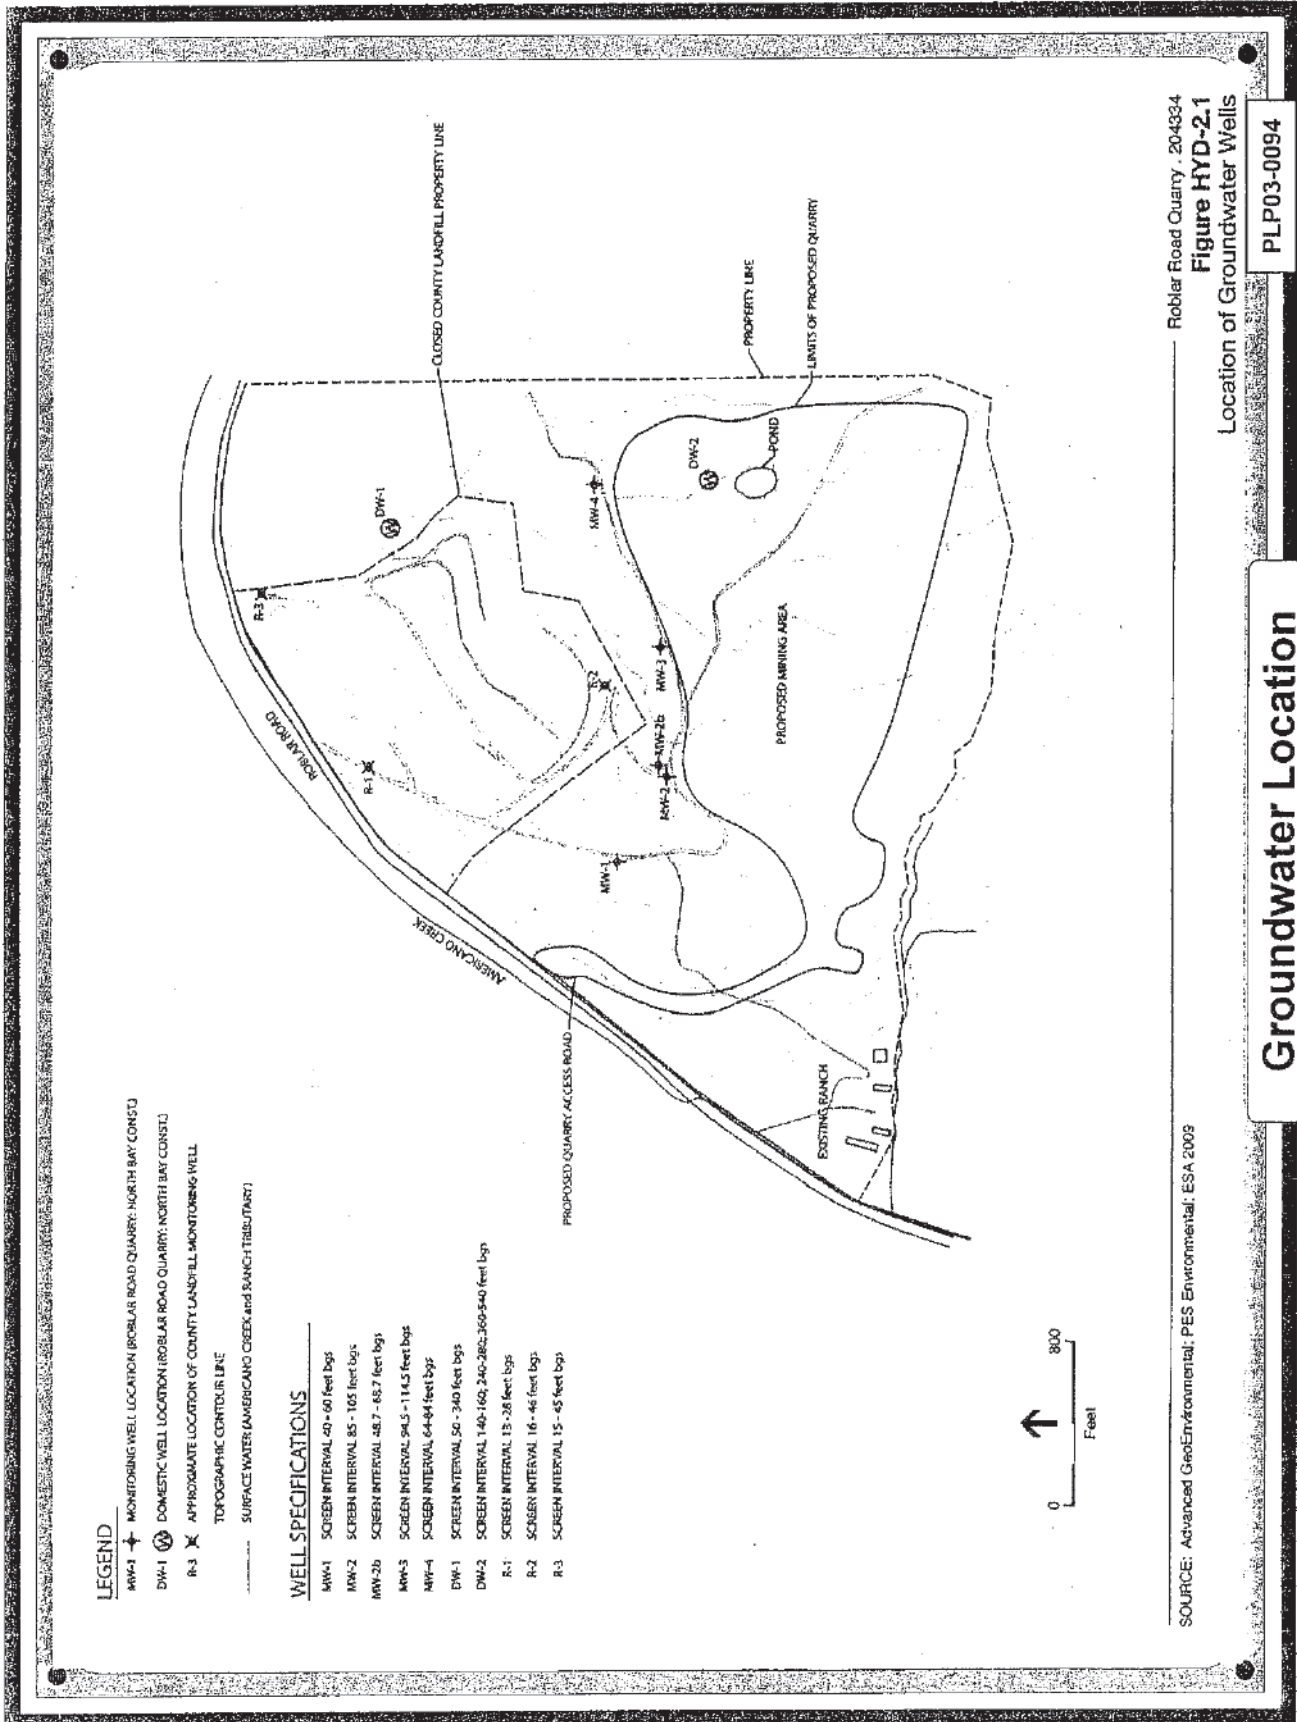 LEGEND
MW-1 MONITORING WELL LOCATION (ROBLAR ROAD QUARRY: NORTH BAY CONST.)
DW-1 W DOMESTIC WELL LOCATION (ROBLAR ROAD QUARRY: NORTH BAY CONST.)
R-3 APPROXIMATE LOCATION OF COUNTY LANDFILL MONITORING WELL
TOPOGRAPHIC CONTOUR LINE
SURFACE WATER (AMERICANO CREEK and RANCH TRIBUTARY)
WELL SPECIFICATIONS
MW-1 SCREEN INTERVAL 40 - 60 feet bgs
MW-2 SCREEN INTERVAL 85 - 105 feet bgs
MW-2b SCREEN INTERVAL 48.7 - 68.7 feet bgs
MW-3 SCREEN INTERVAL 94.5 - 114.5 feet bgs
MW-4 SCREEN INTERVAL 64-84 feet bgs
DW-1 SCREEN INTERVAL 50 - 340 feet bgs
DW-2 SCREEN INTERVAL 140-160; 240-280; 360-540 feet bgs
R-1 SCREEN INTERVAL 13 - 28 feet bgs
R-2 SCREEN INTERVAL 16 - 46 feet bgs
R-3 SCREEN INTERVAL 15 - 45 feet bgs
ROBLAR ROAD
AMERICANO CREEK
R-3
DW-1
W
CLOSED COUNTY LANDFILL PROPERTY LINE
R-1
R-2
MW-1
MW-2
MW-2b
MW-3
MW-4
DW-2
W
POND
PROPERTY LINE
LIMITS OF PROPOSED QUARRY
PROPOSED MINING AREA
PROPOSED QUARRY ACCESS ROAD
EXISTING RANCH
0 800
Feet
SOURCE: Advanced GeoEnvironmental; PES Environmental; ESA 2009
Roblar Road Quarry . 204334
Figure HYD-2.1
Location of Groundwater Wells
Groundwater Location
PLP03-0094